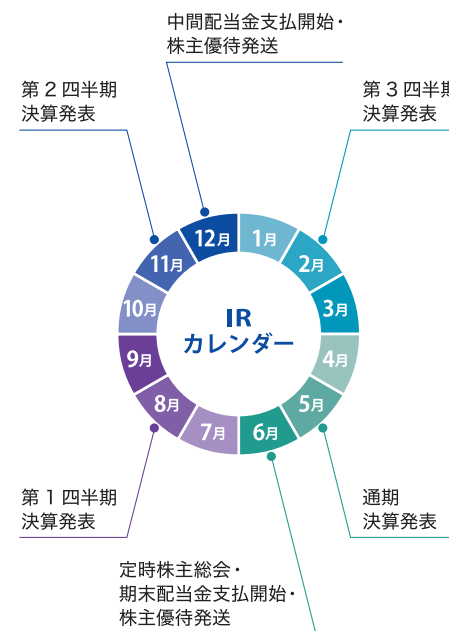 中間配当金支払開始・
株主優待発送
第2四半期
決算発表
第3四半期
決算発表
12月
1月
11月
2月
10月
3月
IR
カレンダー
9月
4月
8月
5月
7月
6月
第1四半期
決算発表
通期
決算発表
定時株主総会・
期末配当金支払開始・
株主優待発送